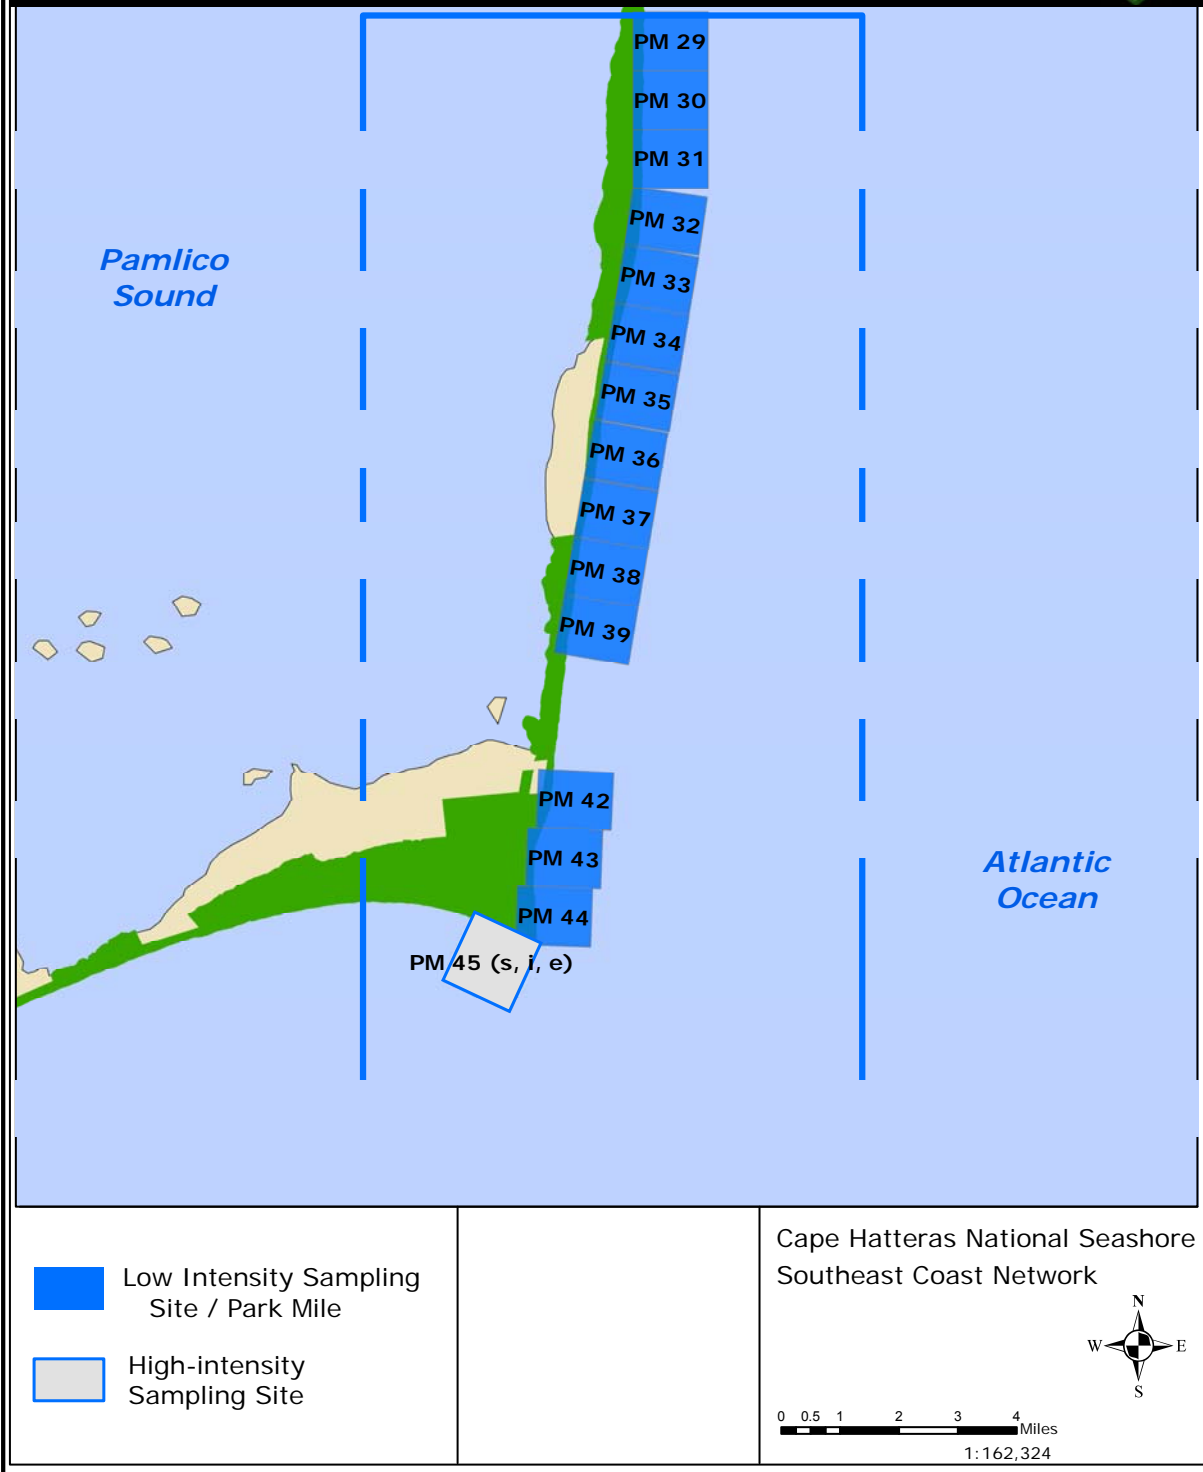 PM 29
PM 30
PM 31
PM 32
Pamlico
Sound
PM 33
PM 34
PM 35
PM 36
PM 37
PM 38
PM 39
PM 42
PM 43
Atlantic
Ocean
PM 44
PM 45 (s, i, e)
Low Intensity Sampling
Site / Park Mile
High-intensity
Sampling Site
Cape Hatteras National Seashore
Southeast Coast Network
N
W E
S
0 0.5 1 2 3 4
Miles
1:162,324